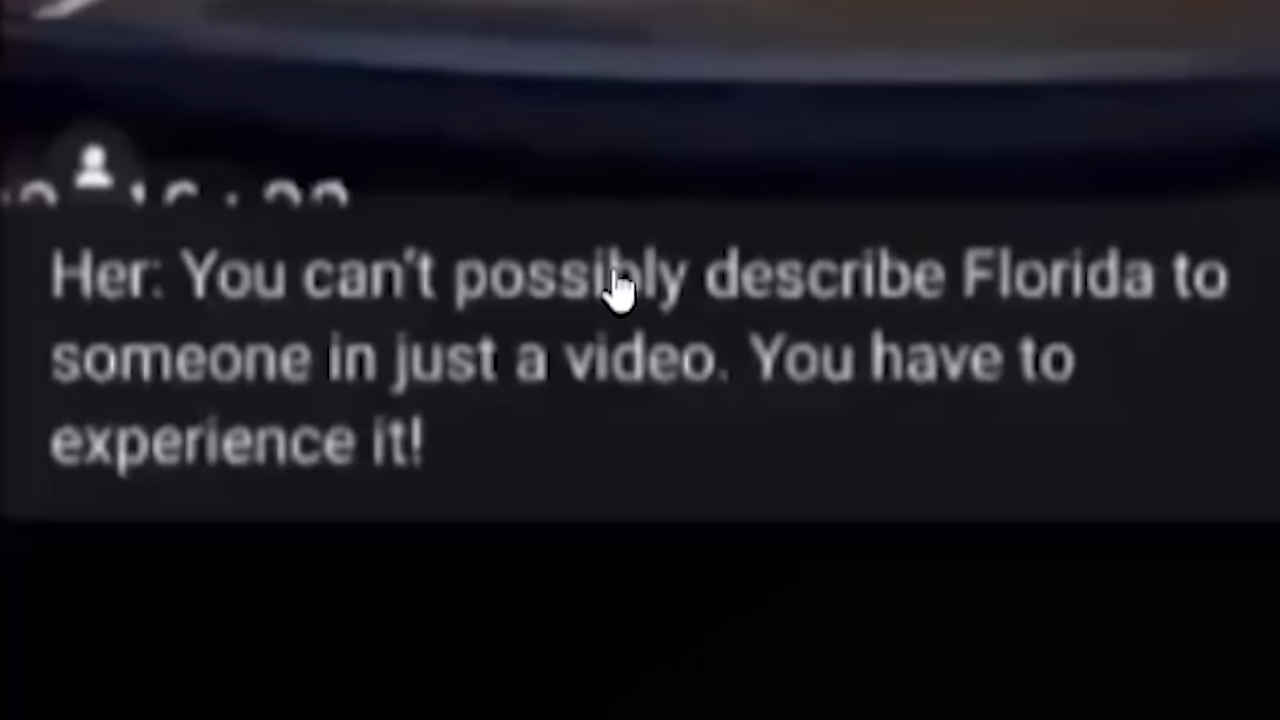 Her: You can't possibly describe Florida to
someone in just a video. You have to
experience it!